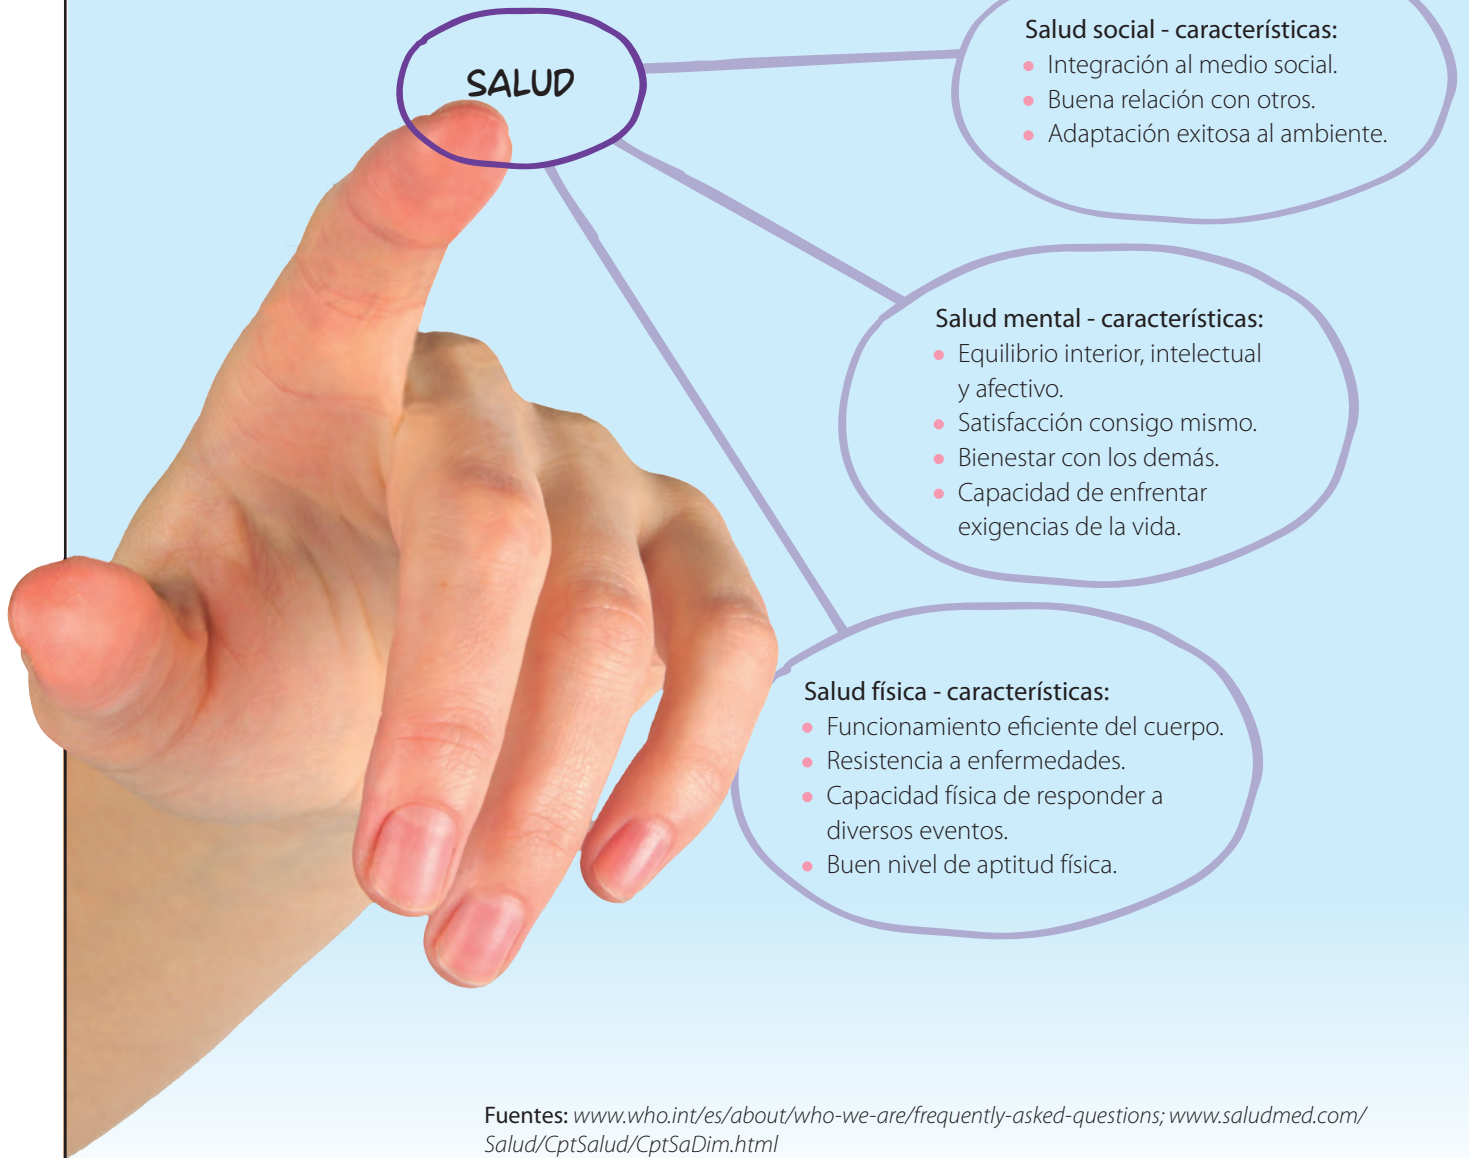 SALUD
Salud social - características:
• Integración al medio social.
• Buena relación con otros.
• Adaptación exitosa al ambiente.
Salud mental - características:
• Equilibrio interior, intelectual
y afectivo.
• Satisfacción consigo mismo.
• Bienestar con los demás.
• Capacidad de enfrentar
exigencias de la vida.
Salud física - características:
• Funcionamiento eficiente del cuerpo.
• Resistencia a enfermedades.
• Capacidad física de responder a
diversos eventos.
• Buen nivel de aptitud física.
Fuentes: www.who.int/es/about/who-we-are/frequently-asked-questions; www.saludmed.com/
Salud/CptSalud/CptSaDim.html